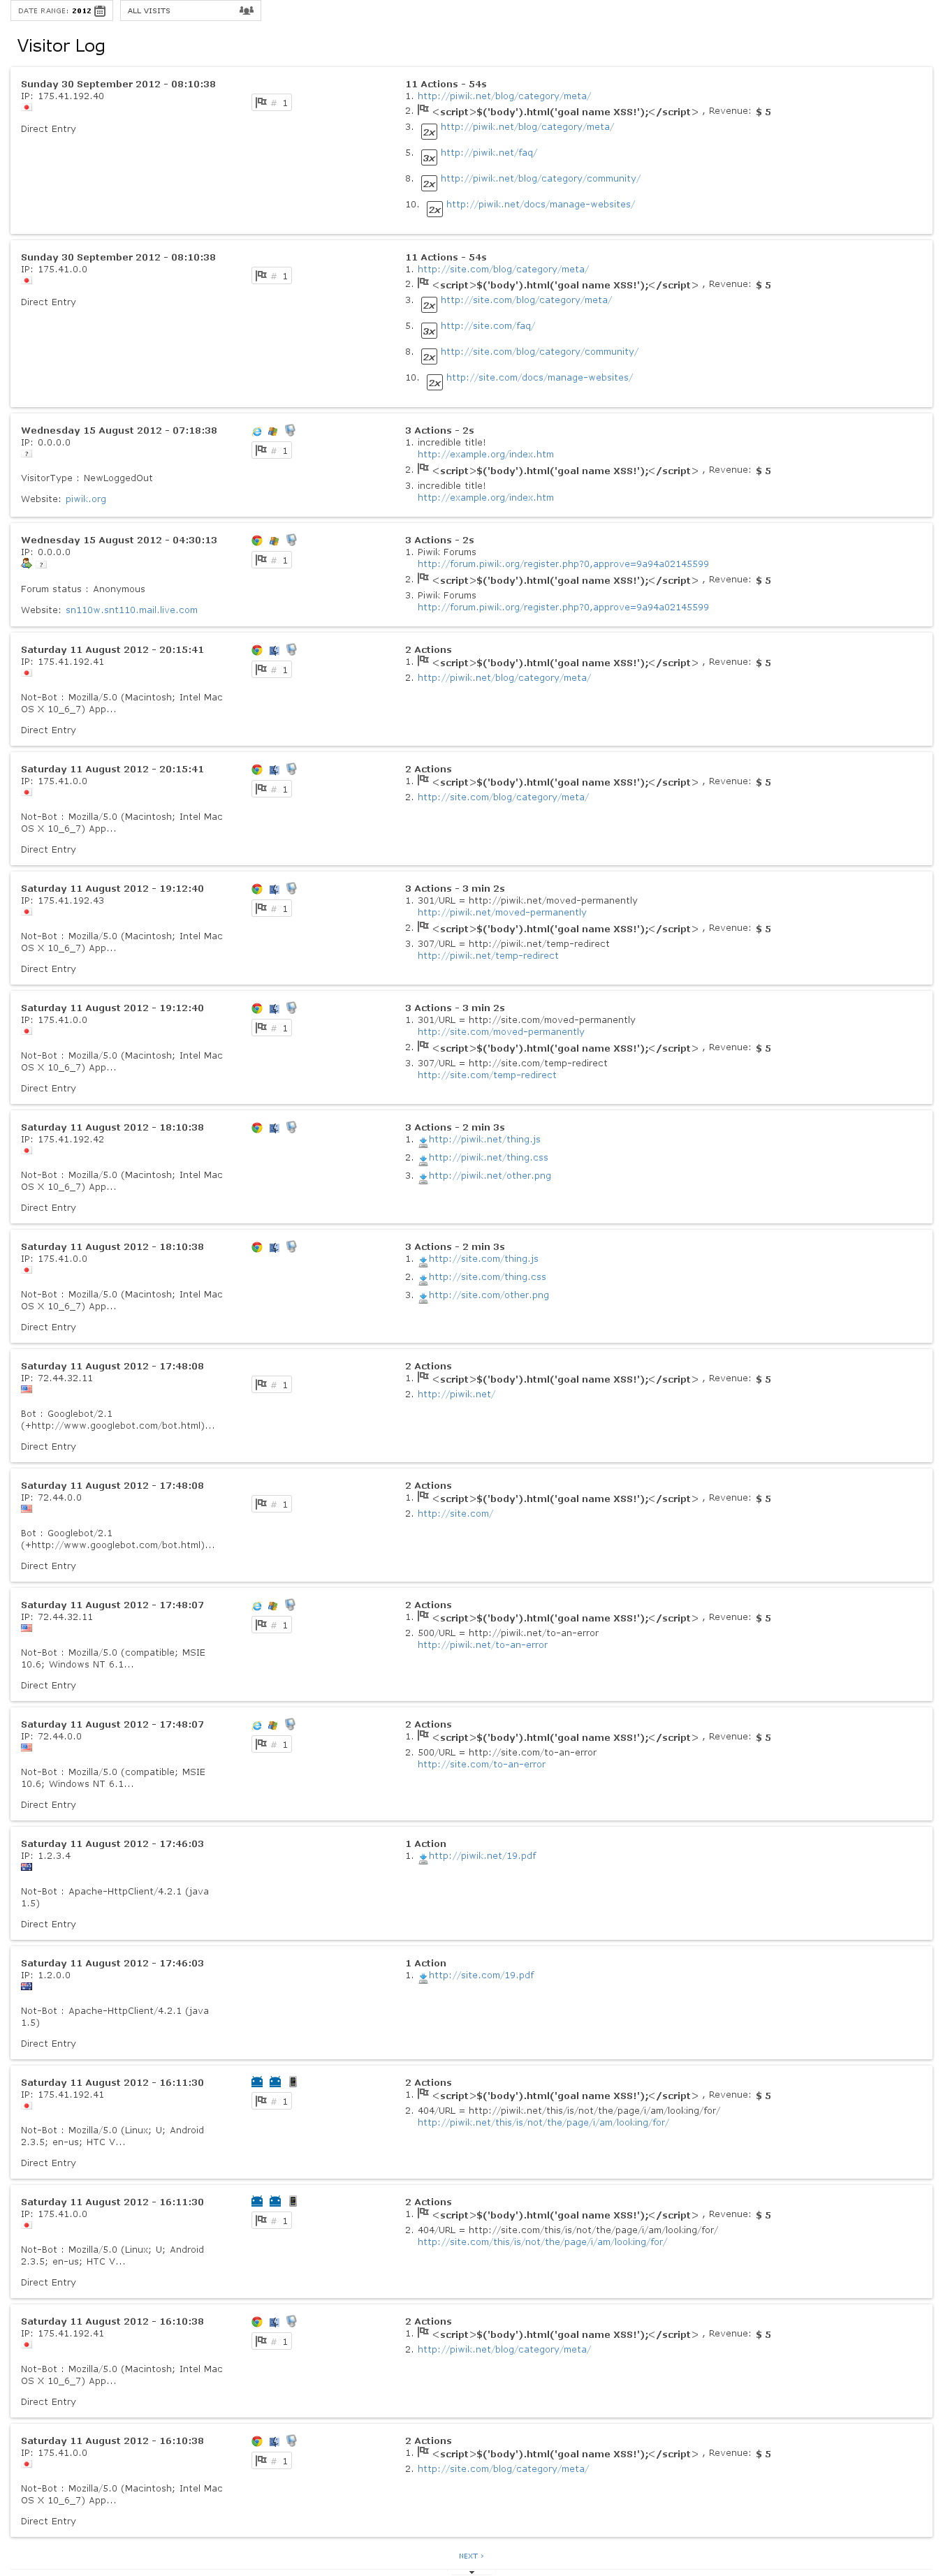 DATE RANGE: 2012
ALL VISITS
Visitor Log
Sunday 30 September 2012 - 08:10:38
IP: 175.41.192.40
Direct Entry
# 1
11 Actions - 54s
1. http://piwik.net/blog/category/meta/
2. <script>$('body').html('goal name XSS!');</script> , Revenue: $ 5
3. 2x http://piwik.net/blog/category/meta/
5. 3x http://piwik.net/faq/
8. 2x http://piwik.net/blog/category/community/
10. 2x http://piwik.net/docs/manage-websites/
Sunday 30 September 2012 - 08:10:38
IP: 175.41.0.0
Direct Entry
# 1
11 Actions - 54s
1. http://site.com/blog/category/meta/
2. <script>$('body').html('goal name XSS!');</script> , Revenue: $ 5
3. 2x http://site.com/blog/category/meta/
5. 3x http://site.com/faq/
8. 2x http://site.com/blog/category/community/
10. 2x http://site.com/docs/manage-websites/
Wednesday 15 August 2012 - 07:18:38
IP: 0.0.0.0
?
VisitorType : NewLoggedOut
Website: piwik.org
# 1
3 Actions - 2s
1. incredible title!
http://example.org/index.htm
2. <script>$('body').html('goal name XSS!');</script> , Revenue: $ 5
3. incredible title!
http://example.org/index.htm
Wednesday 15 August 2012 - 04:30:13
IP: 0.0.0.0
?
Forum status : Anonymous
Website: sn110w.snt110.mail.live.com
# 1
3 Actions - 2s
1. Piwik Forums
http://forum.piwik.org/register.php?0,approve=9a94a02145599
2. <script>$('body').html('goal name XSS!');</script> , Revenue: $ 5
3. Piwik Forums
http://forum.piwik.org/register.php?0,approve=9a94a02145599
Saturday 11 August 2012 - 20:15:41
IP: 175.41.192.41
Not-Bot : Mozilla/5.0 (Macintosh; Intel Mac
OS X 10_6_7) App...
Direct Entry
# 1
2 Actions
1. <script>$('body').html('goal name XSS!');</script> , Revenue: $ 5
2. http://piwik.net/blog/category/meta/
Saturday 11 August 2012 - 20:15:41
IP: 175.41.0.0
Not-Bot : Mozilla/5.0 (Macintosh; Intel Mac
OS X 10_6_7) App...
Direct Entry
# 1
2 Actions
1. <script>$('body').html('goal name XSS!');</script> , Revenue: $ 5
2. http://site.com/blog/category/meta/
Saturday 11 August 2012 - 19:12:40
IP: 175.41.192.43
Not-Bot : Mozilla/5.0 (Macintosh; Intel Mac
OS X 10_6_7) App...
Direct Entry
# 1
3 Actions - 3 min 2s
1. 301/URL = http://piwik.net/moved-permanently
http://piwik.net/moved-permanently
2. <script>$('body').html('goal name XSS!');</script> , Revenue: $ 5
3. 307/URL = http://piwik.net/temp-redirect
http://piwik.net/temp-redirect
Saturday 11 August 2012 - 19:12:40
IP: 175.41.0.0
Not-Bot : Mozilla/5.0 (Macintosh; Intel Mac
OS X 10_6_7) App...
Direct Entry
# 1
3 Actions - 3 min 2s
1. 301/URL = http://site.com/moved-permanently
http://site.com/moved-permanently
2. <script>$('body').html('goal name XSS!');</script> , Revenue: $ 5
3. 307/URL = http://site.com/temp-redirect
http://site.com/temp-redirect
Saturday 11 August 2012 - 18:10:38
IP: 175.41.192.42
Not-Bot : Mozilla/5.0 (Macintosh; Intel Mac
OS X 10_6_7) App...
Direct Entry
3 Actions - 2 min 3s
1. http://piwik.net/thing.js
2. http://piwik.net/thing.css
3. http://piwik.net/other.png
Saturday 11 August 2012 - 18:10:38
IP: 175.41.0.0
Not-Bot : Mozilla/5.0 (Macintosh; Intel Mac
OS X 10_6_7) App...
Direct Entry
3 Actions - 2 min 3s
1. http://site.com/thing.js
2. http://site.com/thing.css
3. http://site.com/other.png
Saturday 11 August 2012 - 17:48:08
IP: 72.44.32.11
Bot : Googlebot/2.1
(+http://www.googlebot.com/bot.html)...
Direct Entry
# 1
2 Actions
1. <script>$('body').html('goal name XSS!');</script> , Revenue: $ 5
2. http://piwik.net/
Saturday 11 August 2012 - 17:48:08
IP: 72.44.0.0
Bot : Googlebot/2.1
(+http://www.googlebot.com/bot.html)...
Direct Entry
# 1
2 Actions
1. <script>$('body').html('goal name XSS!');</script> , Revenue: $ 5
2. http://site.com/
Saturday 11 August 2012 - 17:48:07
IP: 72.44.32.11
Not-Bot : Mozilla/5.0 (compatible; MSIE
10.6; Windows NT 6.1...
Direct Entry
# 1
2 Actions
1. <script>$('body').html('goal name XSS!');</script> , Revenue: $ 5
2. 500/URL = http://piwik.net/to-an-error
http://piwik.net/to-an-error
Saturday 11 August 2012 - 17:48:07
IP: 72.44.0.0
Not-Bot : Mozilla/5.0 (compatible; MSIE
10.6; Windows NT 6.1...
Direct Entry
# 1
2 Actions
1. <script>$('body').html('goal name XSS!');</script> , Revenue: $ 5
2. 500/URL = http://site.com/to-an-error
http://site.com/to-an-error
Saturday 11 August 2012 - 17:46:03
IP: 1.2.3.4
Not-Bot : Apache-HttpClient/4.2.1 (java
1.5)
Direct Entry
1 Action
1. http://piwik.net/19.pdf
Saturday 11 August 2012 - 17:46:03
IP: 1.2.0.0
Not-Bot : Apache-HttpClient/4.2.1 (java
1.5)
Direct Entry
1 Action
1. http://site.com/19.pdf
Saturday 11 August 2012 - 16:11:30
IP: 175.41.192.41
Not-Bot : Mozilla/5.0 (Linux; U; Android
2.3.5; en-us; HTC V...
Direct Entry
# 1
2 Actions
1. <script>$('body').html('goal name XSS!');</script> , Revenue: $ 5
2. 404/URL = http://piwik.net/this/is/not/the/page/i/am/looking/for/
http://piwik.net/this/is/not/the/page/i/am/looking/for/
Saturday 11 August 2012 - 16:11:30
IP: 175.41.0.0
Not-Bot : Mozilla/5.0 (Linux; U; Android
2.3.5; en-us; HTC V...
Direct Entry
# 1
2 Actions
1. <script>$('body').html('goal name XSS!');</script> , Revenue: $ 5
2. 404/URL = http://site.com/this/is/not/the/page/i/am/looking/for/
http://site.com/this/is/not/the/page/i/am/looking/for/
Saturday 11 August 2012 - 16:10:38
IP: 175.41.192.41
Not-Bot : Mozilla/5.0 (Macintosh; Intel Mac
OS X 10_6_7) App...
Direct Entry
# 1
2 Actions
1. <script>$('body').html('goal name XSS!');</script> , Revenue: $ 5
2. http://piwik.net/blog/category/meta/
Saturday 11 August 2012 - 16:10:38
IP: 175.41.0.0
Not-Bot : Mozilla/5.0 (Macintosh; Intel Mac
OS X 10_6_7) App...
Direct Entry
# 1
2 Actions
1. <script>$('body').html('goal name XSS!');</script> , Revenue: $ 5
2. http://site.com/blog/category/meta/
NEXT ›